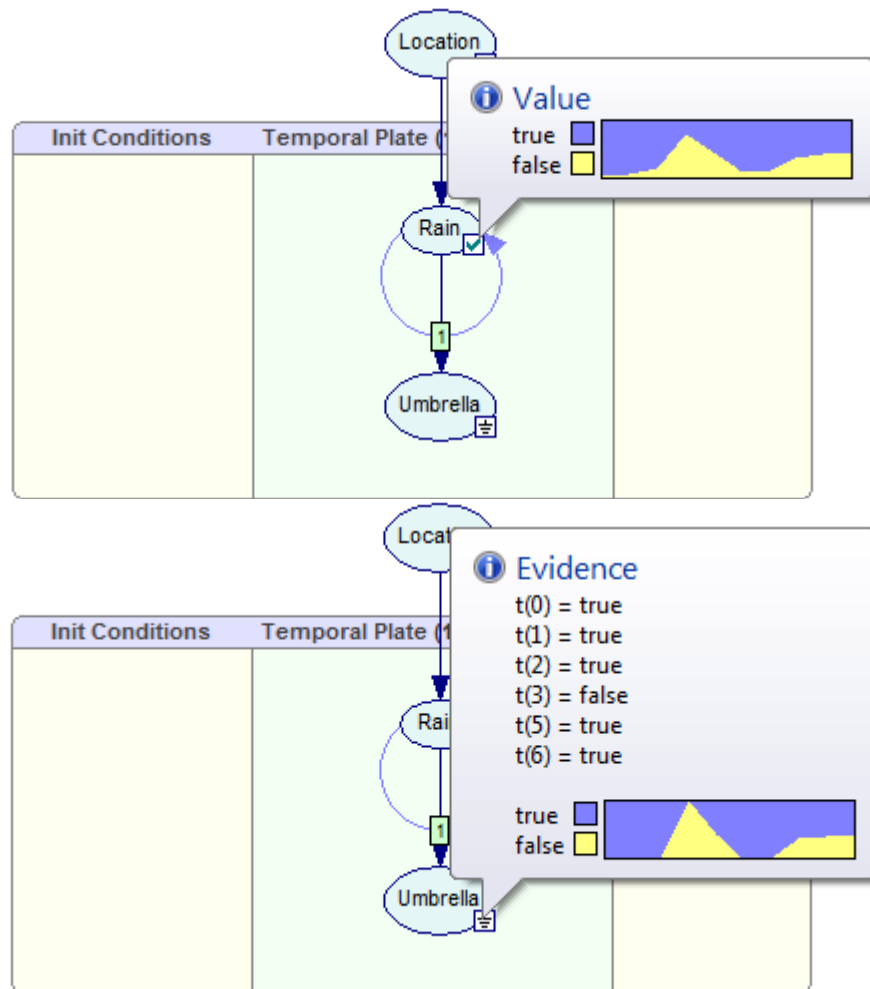 Location
Value
true
false
Init Conditions
Temporal Plate (
Rain
1
Umbrella
Evidence
t(0) = true
t(1) = true
t(2) = true
t(3) = false
t(5) = true
t(6) = true
true
false
Locat
Init Conditions
Temporal Plate (
Rai
1
Umbrella